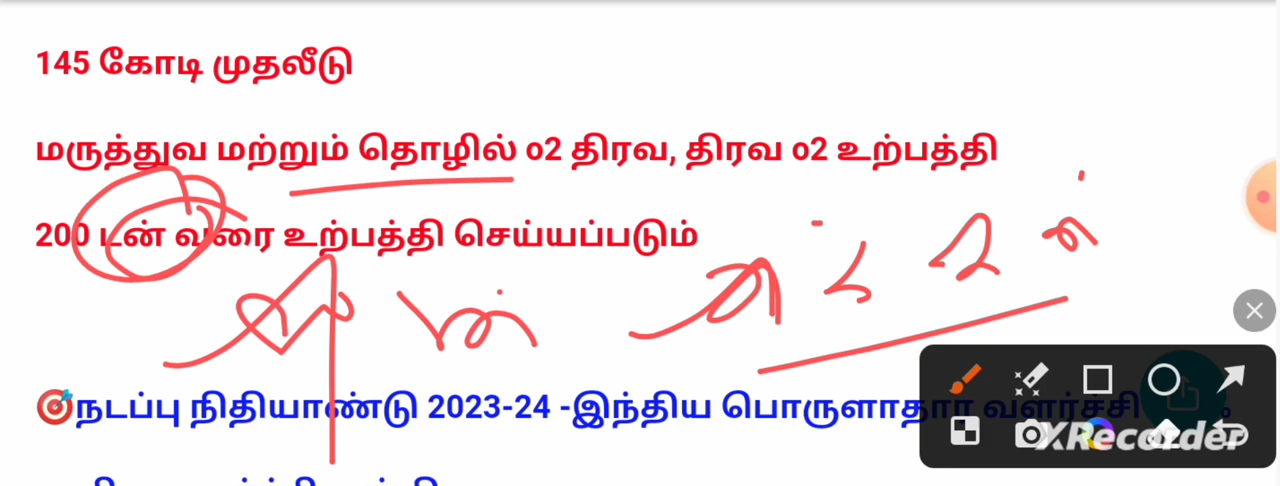 145 கோடி முதலீடு
மருத்துவ மற்றும் தொழில் o2 திரவ, திரவ o2 உற்பத்தி
200 டன் வரை உற்பத்தி செய்யப்படும்
🎯நடப்பு நிதியாண்டு 2023-24 -இந்திய பொருளாதார வளர்ச்சி
XRecorder